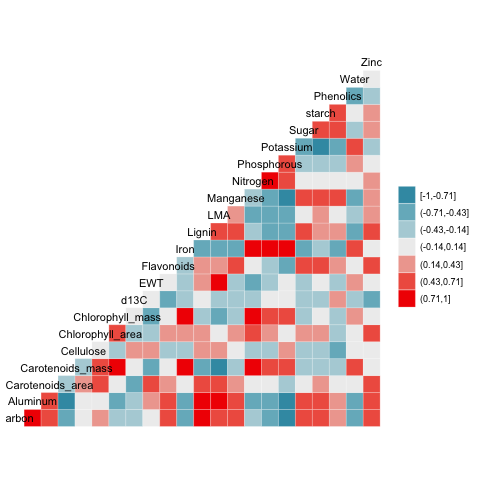 Zinc
Water
Phenolics
starch
Sugar
Potassium
Phosphorous
Nitrogen
Manganese
LMA
Lignin
Iron
Flavonoids
EWT
d13C
Chlorophyll_mass
Chlorophyll_area
Cellulose
Carotenoids_mass
Carotenoids_area
Aluminum
arbon
[-1,-0.71]
(-0.71,-0.43]
(-0.43,-0.14]
(-0.14,0.14]
(0.14,0.43]
(0.43,0.71]
(0.71,1]